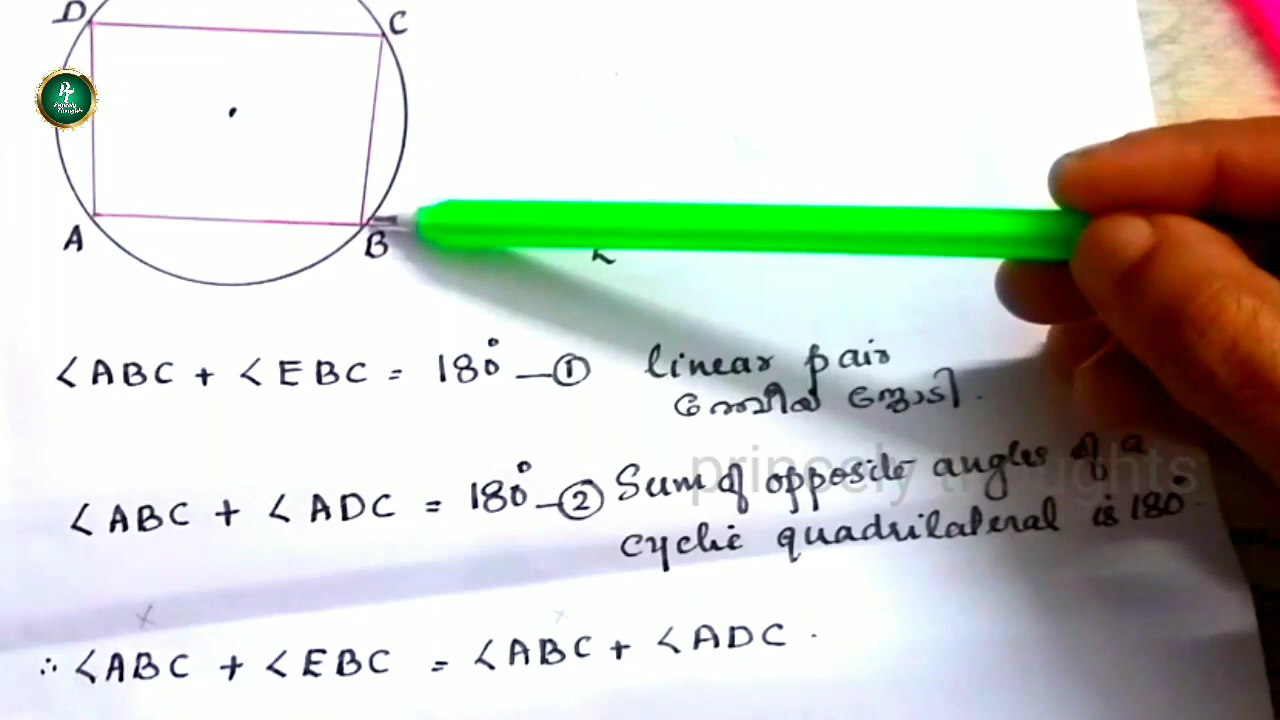 D
C
A
B
∠ABC + ∠EBC = 180° — ① linear pair
രേഖീയ ജോടി.
∠ABC + ∠ADC = 180° — ② Sum of opposite angles of a
cyclic quadrilateral is 180°.
princely thoughts
∴ ∠ABC + ∠EBC = ∠ABC + ∠ADC.